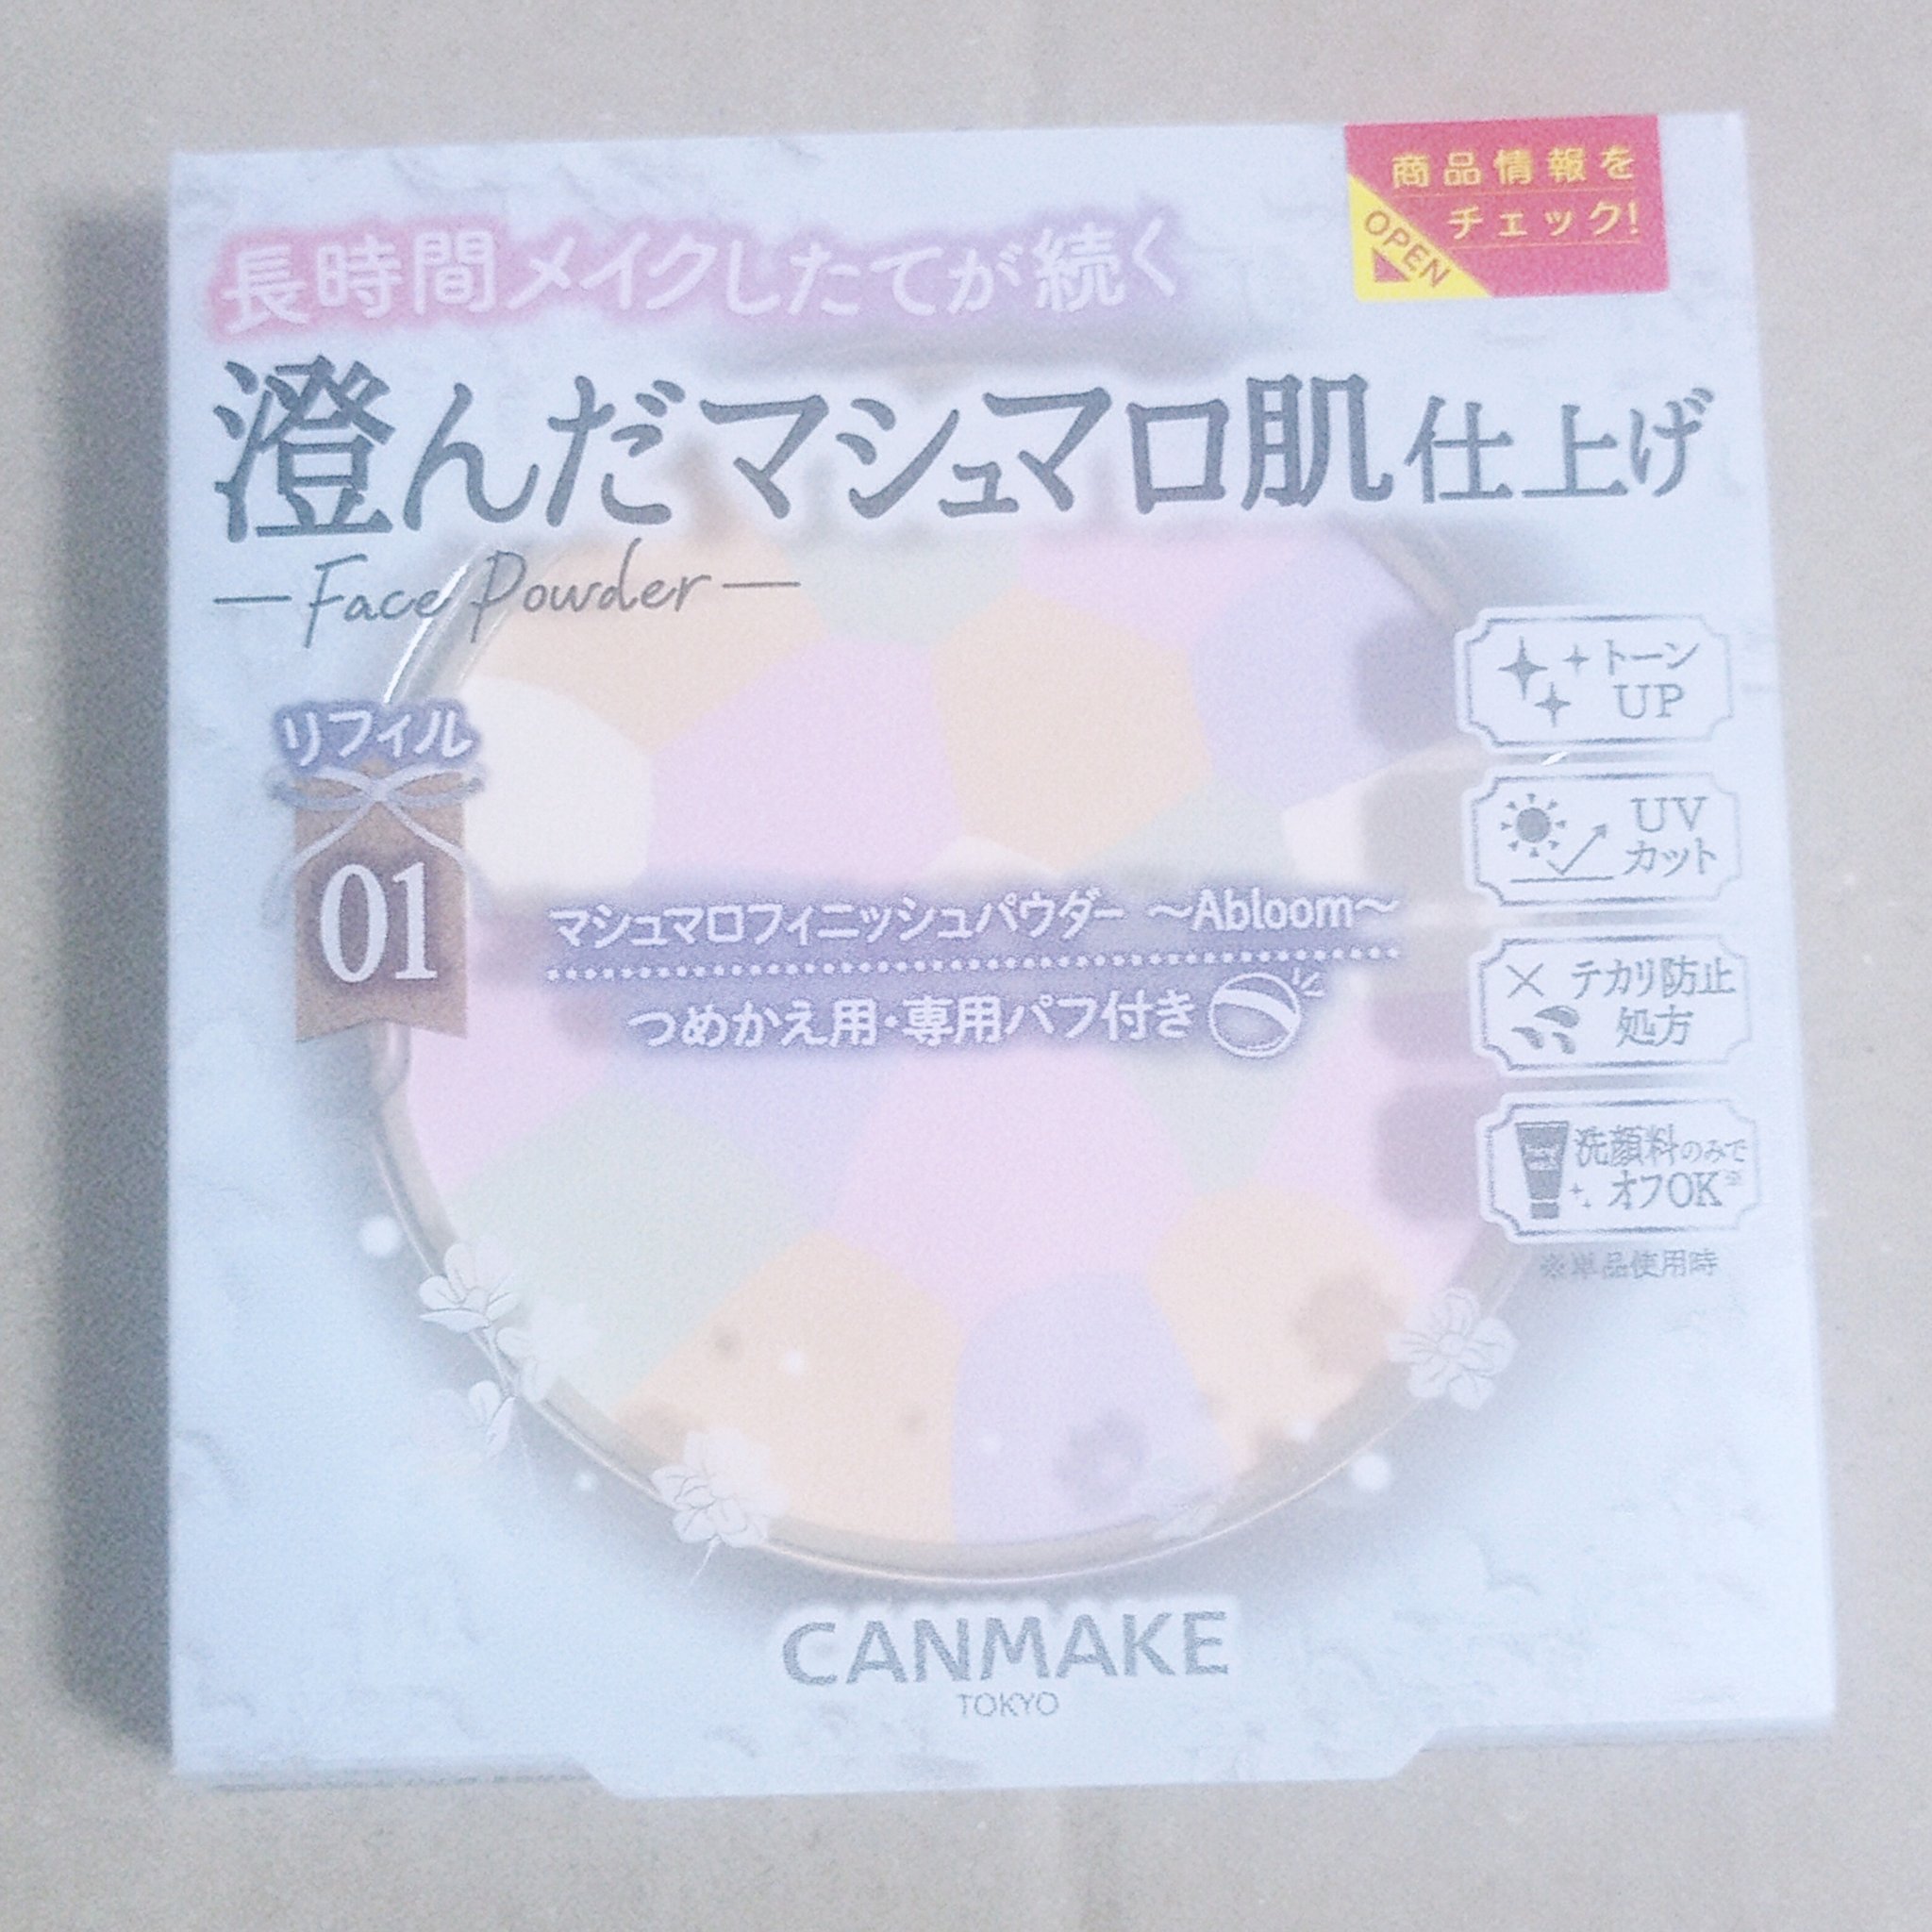 商品情報を
チェック!
OPEN
長時間メイクしたてが続く
澄んだマシュマロ肌仕上げ
Face Powder
リフィル
01
マシュマロフィニッシュパウダー ~Abloom~
つめかえ用・専用パフ付き
トーン
UP
UV
カット
テカリ防止
処方
洗顔料のみで
オフOK※
※単品使用時
CANMAKE
TOKYO